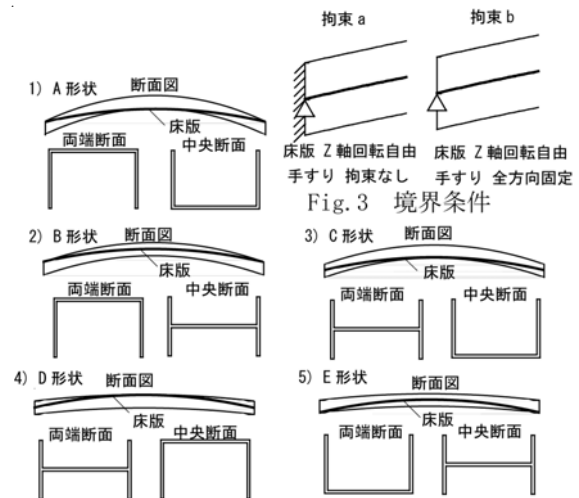 拘束 a
拘束 b
1) A 形状
断面図
床版
両端断面
中央断面
床版 Z 軸回転自由
手すり 拘束なし
床版 Z 軸回転自由
手すり 全方向固定
Fig. 3 境界条件
2) B 形状
断面図
床版
両端断面
中央断面
3) C 形状
断面図
床版
両端断面
中央断面
4) D 形状
断面図
床版
両端断面
中央断面
5) E 形状
断面図
床版
両端断面
中央断面